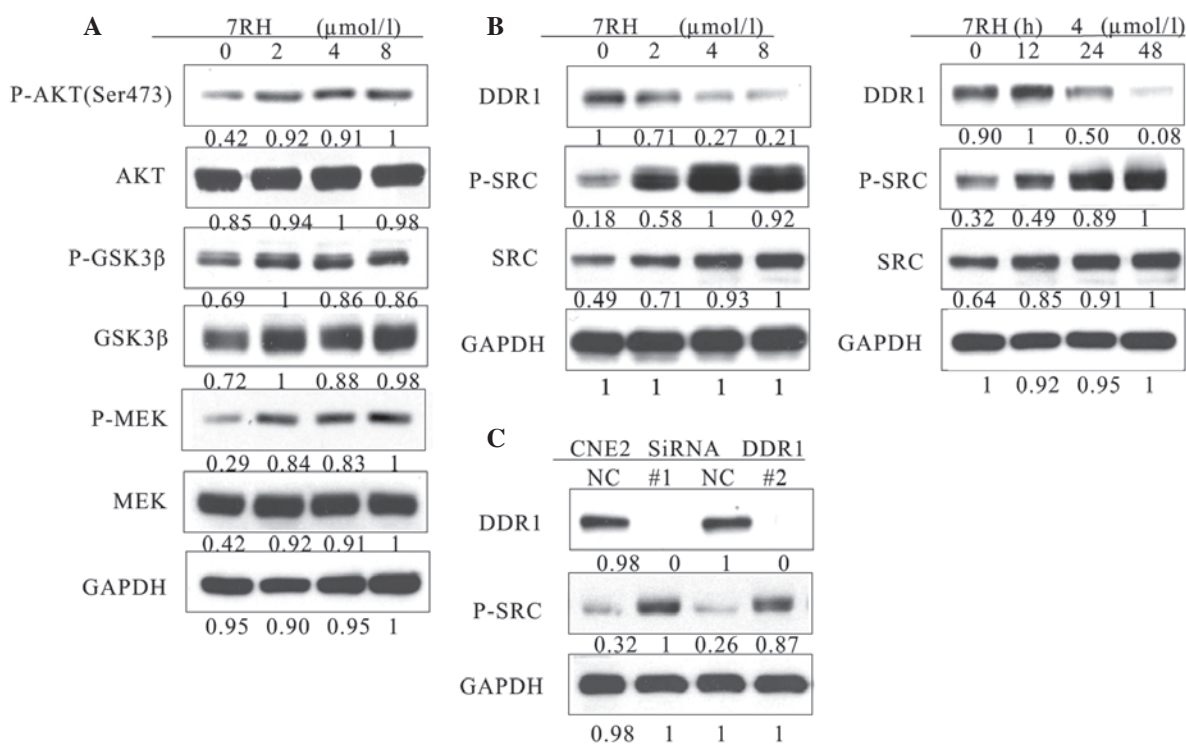 A
7RH (μmol/l)
0 2 4 8
P-AKT(Ser473)
0.42 0.92 0.91 1
AKT
0.85 0.94 1 0.98
P-GSK3β
0.69 1 0.86 0.86
GSK3β
0.72 1 0.88 0.98
P-MEK
0.29 0.84 0.83 1
MEK
0.42 0.92 0.91 1
GAPDH
0.95 0.90 0.95 1
B
7RH (μmol/l)
0 2 4 8
DDR1
1 0.71 0.27 0.21
P-SRC
0.18 0.58 1 0.92
SRC
0.49 0.71 0.93 1
GAPDH
1 1 1 1
7RH (h) 4 (μmol/l)
0 12 24 48
DDR1
0.90 1 0.50 0.08
P-SRC
0.32 0.49 0.89 1
SRC
0.64 0.85 0.91 1
GAPDH
1 0.92 0.95 1
C
CNE2 SiRNA DDR1
NC #1 NC #2
DDR1
0.98 0 1 0
P-SRC
0.32 1 0.26 0.87
GAPDH
0.98 1 1 1